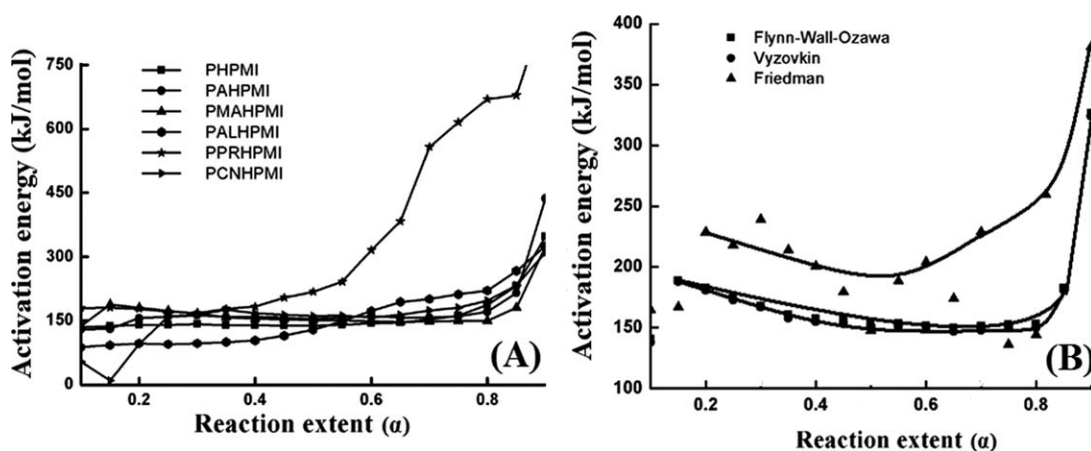 Activation energy (kJ/mol)
750
600
450
300
150
0
PHPMI
PAHPMI
PMAHPMI
PALHPMI
PPRHPMI
PCNHPMI
(A)
0.2
0.4
0.6
0.8
Reaction extent (α)
Activation energy (kJ/mol)
400
350
300
250
200
150
100
Flynn-Wall-Ozawa
Vyzovkin
Friedman
(B)
0.2
0.4
0.6
0.8
Reaction extent (α)